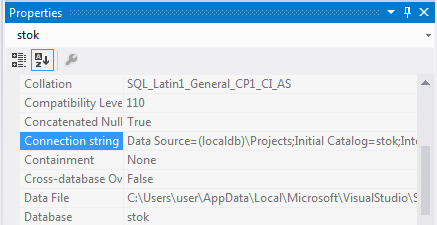 Properties
stok
Collation SQL_Latin1_General_CP1_CI_AS
Compatibility Leve 110
Concatenated Null True
Connection string Data Source=(localdb)\Projects;Initial Catalog=stok;Inte
Containment None
Cross-database Ov False
Data File C:\Users\user\AppData\Local\Microsoft\VisualStudio\S
Database stok